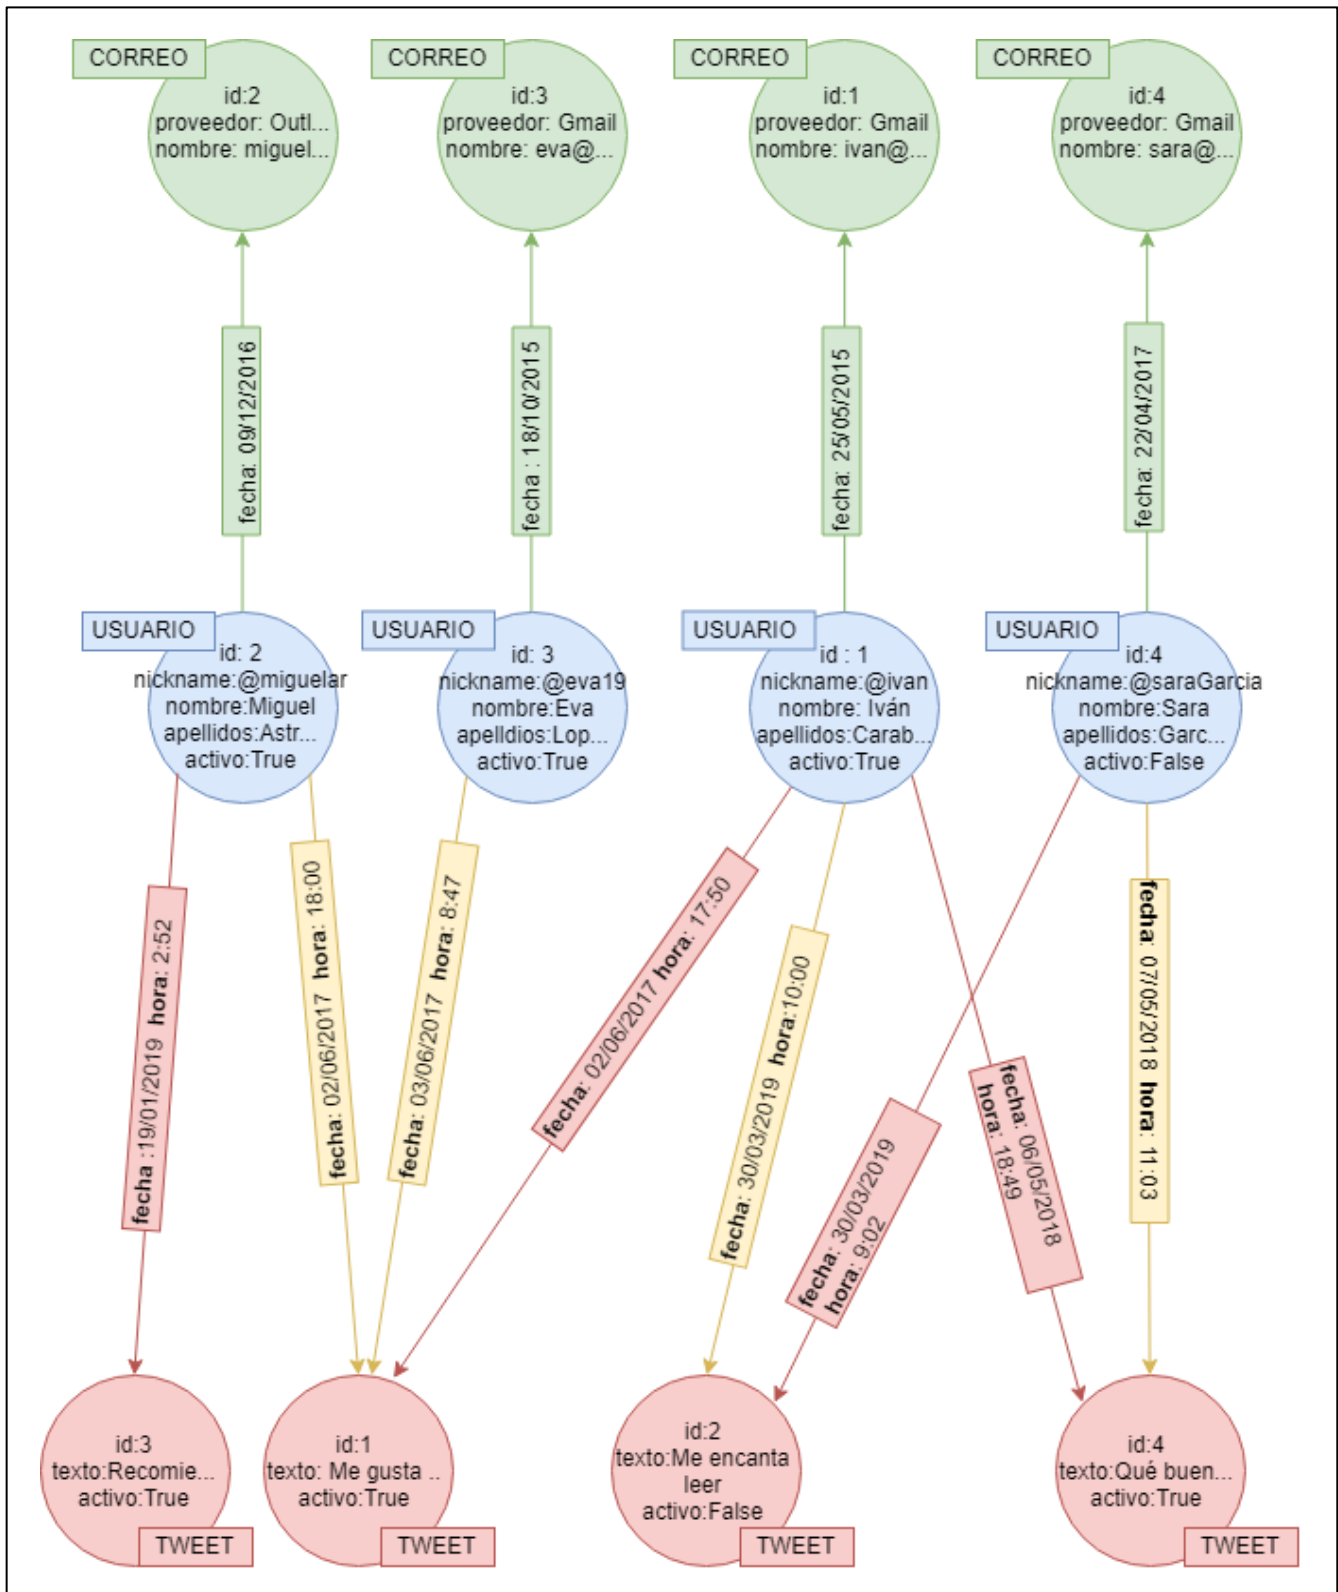 CORREO
id:2
proveedor: Outl...
nombre: miguel...
CORREO
id:3
proveedor: Gmail
nombre: eva@...
CORREO
id:1
proveedor: Gmail
nombre: ivan@...
CORREO
id:4
proveedor: Gmail
nombre: sara@...
fecha: 09/12/2016
fecha : 18/10/2015
fecha: 25/05/2015
fecha: 22/04/2017
USUARIO
id: 2
nickname:@miguelar
nombre:Miguel
apellidos:Astr...
activo:True
USUARIO
id: 3
nickname:@eva19
nombre:Eva
apelldios:Lop...
activo:True
USUARIO
id : 1
nickname:@ivan
nombre: Iván
apellidos:Carab...
activo:True
USUARIO
id:4
nickname:@saraGarcia
nombre:Sara
apellidos:Garc...
activo:False
fecha :19/01/2019 hora: 2:52
fecha: 02/06/2017 hora: 18:00
fecha: 03/06/2017 hora: 8:47
fecha: 02/06/2017 hora: 17:50
fecha: 30/03/2019 hora:10:00
fecha: 30/03/2019
hora: 9:02
fecha: 06/05/2018
hora: 18:49
fecha: 07/05/2018 hora: 11:03
id:3
texto:Recomie...
activo:True
TWEET
id:1
texto: Me gusta ..
activo:True
TWEET
id:2
texto:Me encanta
leer
activo:False
TWEET
id:4
texto:Qué buen...
activo:True
TWEET